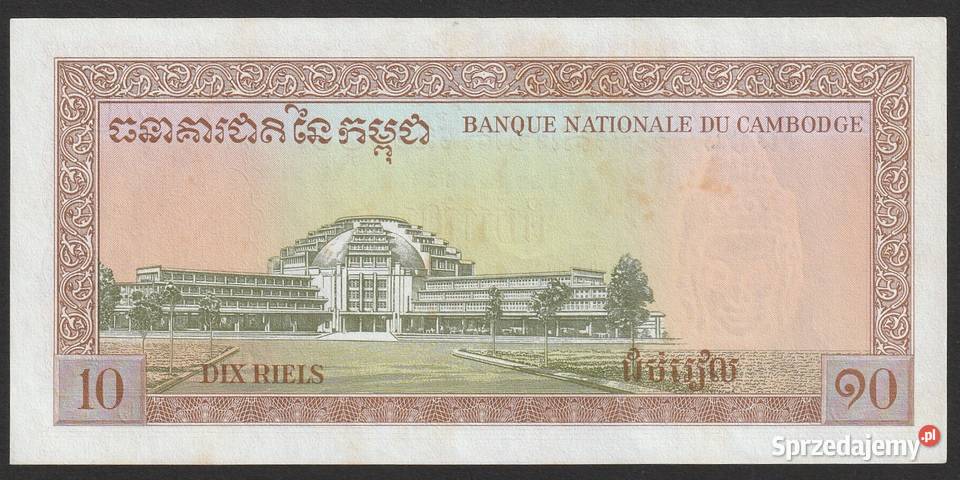 ធនាគារជាតិនៃកម្ពុជា BANQUE NATIONALE DU CAMBODGE
10 DIX RIELS ដប់រៀល ១០
Sprzedajemy.pl